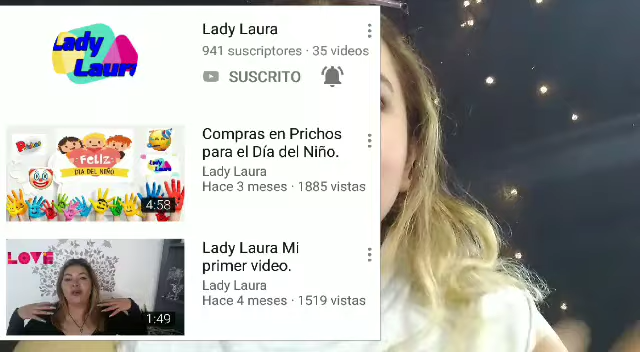 Lady
Laura
Lady Laura
941 suscriptores · 35 videos
SUSCRITO
Compras en Prichos
para el Día del Niño.
Lady Laura
Hace 3 meses · 1885 vistas
FELIZ
DIA DEL NIÑO
4:58
Lady Laura Mi
primer video.
Lady Laura
Hace 4 meses · 1519 vistas
LOVE
1:49